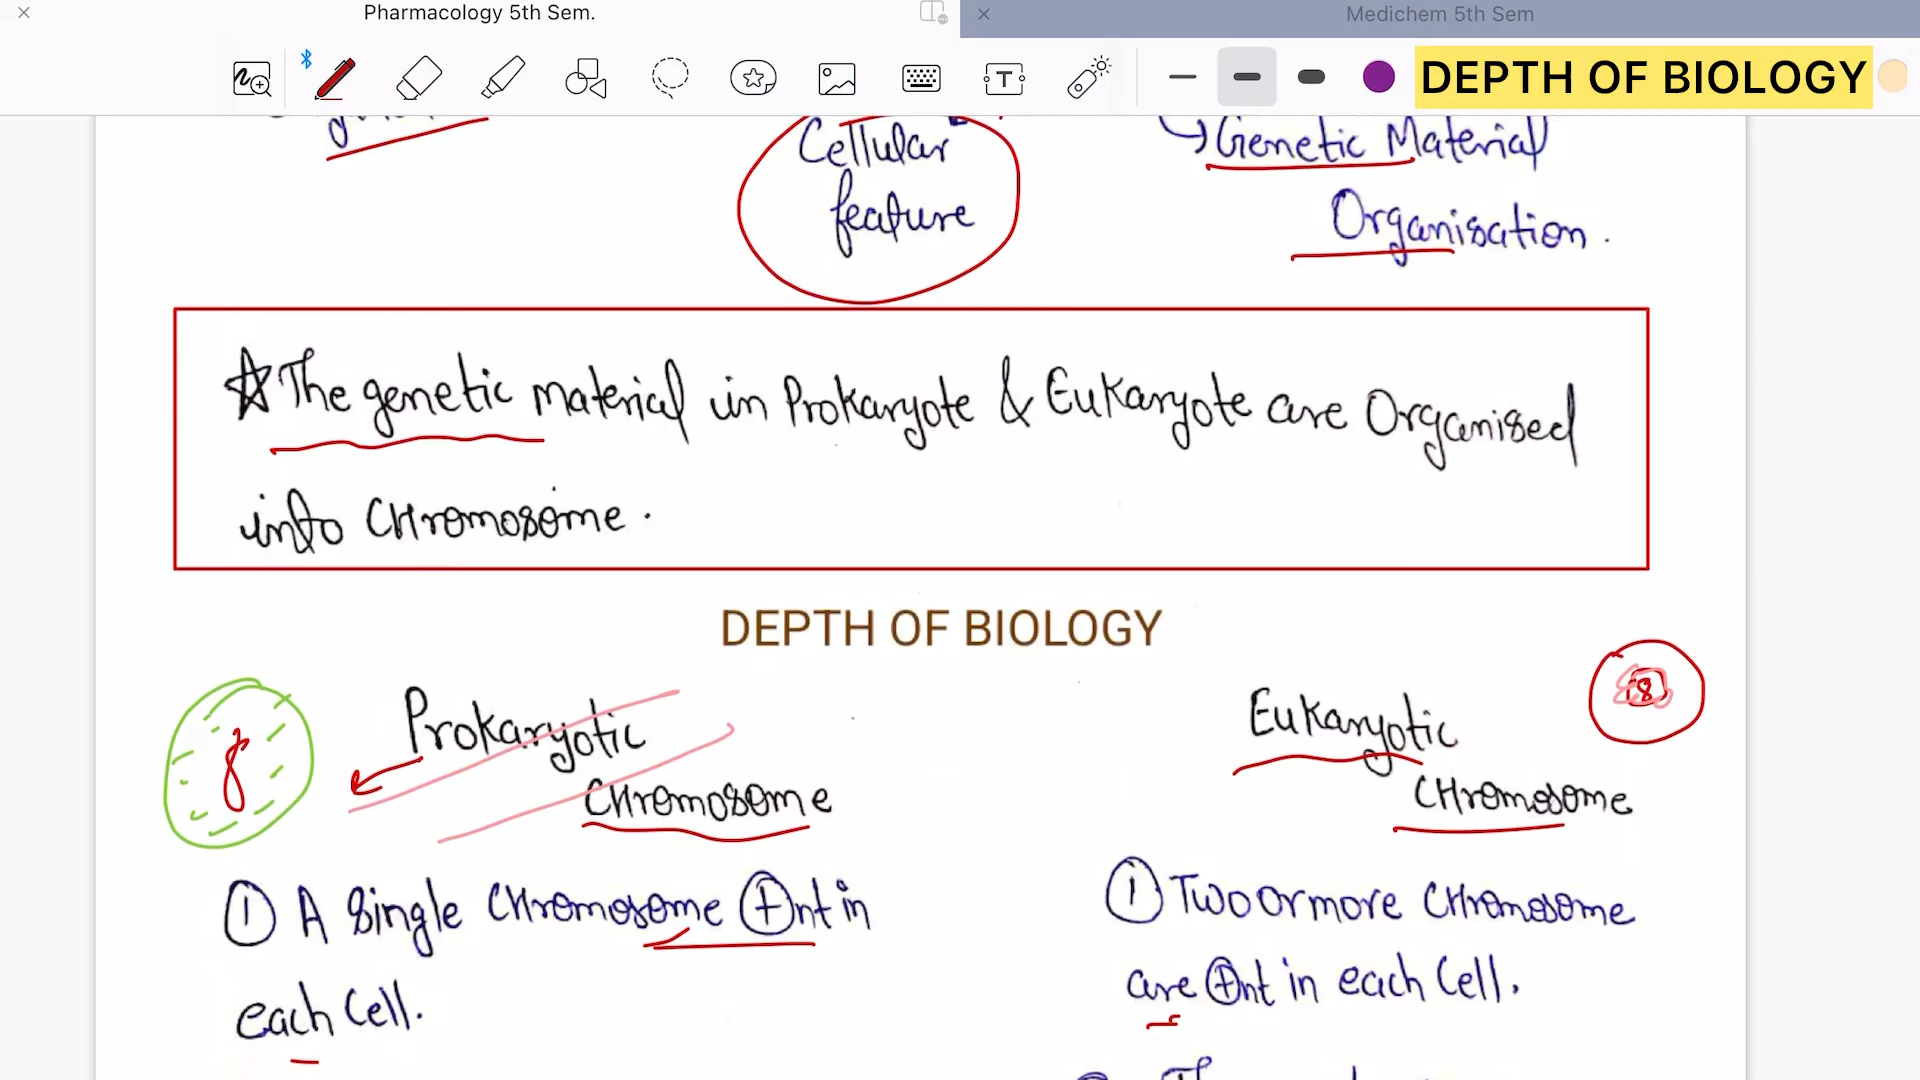 Pharmacology 5th Sem.
Medichem 5th Sem
DEPTH OF BIOLOGY
Cellular
feature
Genetic Material
Organisation.
The genetic material in Prokaryote & Eukaryote are Organised
into Chromosome.
DEPTH OF BIOLOGY
Prokaryotic
Chromosome
Eukaryotic
Chromosome
① A Single Chromosome ⊕nt in
each Cell.
① Two or more Chromosome
are ⊕nt in each Cell.